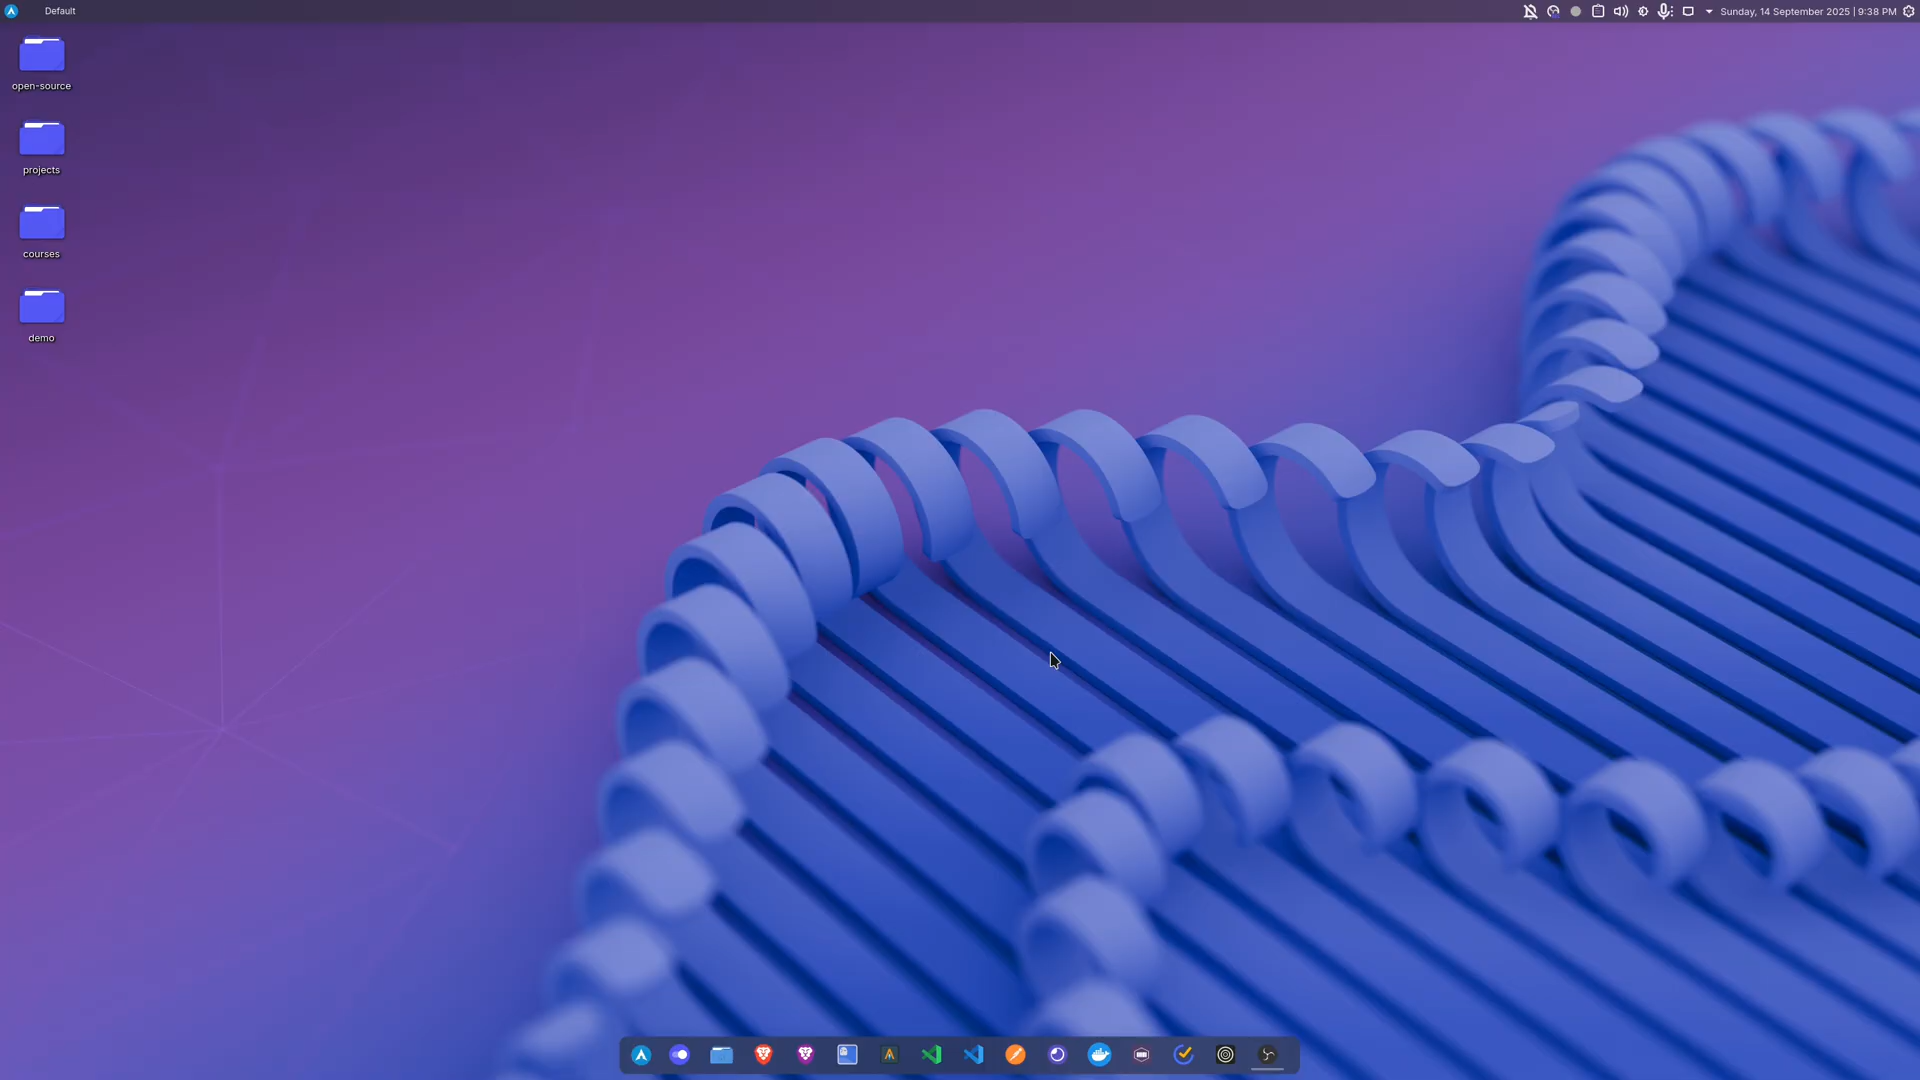 Default
Sunday, 14 September 2025 | 9:38 PM
open-source
projects
courses
demo